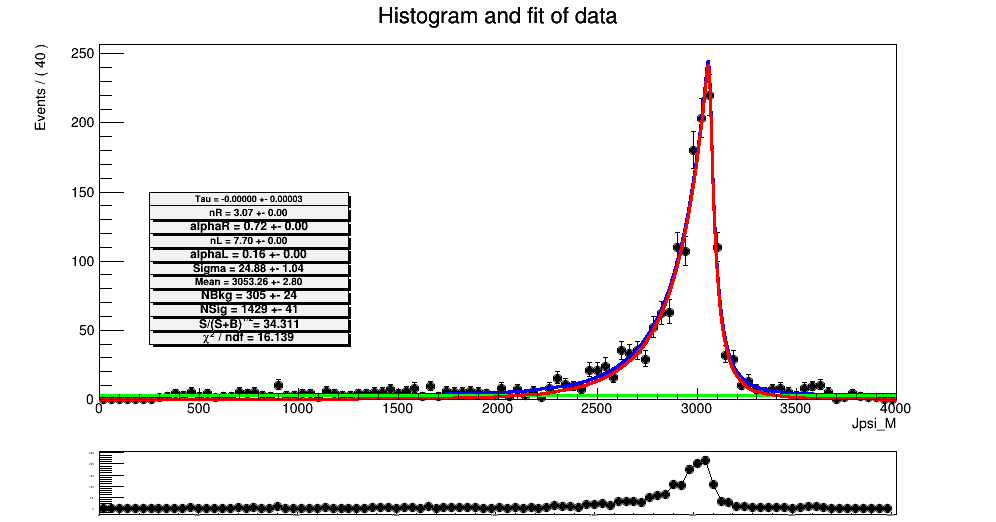 Histogram and fit of data
Events / ( 40 )
250
200
150
100
50
0
Tau = -0.00000 +- 0.00003
nR = 3.07 +- 0.00
alphaR = 0.72 +- 0.00
nL = 7.70 +- 0.00
alphaL = 0.16 +- 0.00
Sigma = 24.88 +- 1.04
Mean = 3053.26 +- 2.80
NBkg = 305 +- 24
NSig = 1429 +- 41
S/(S+B)^1/2 = 34.311
χ² / ndf = 16.139
0 500 1000 1500 2000 2500 3000 3500 4000
Jpsi_M